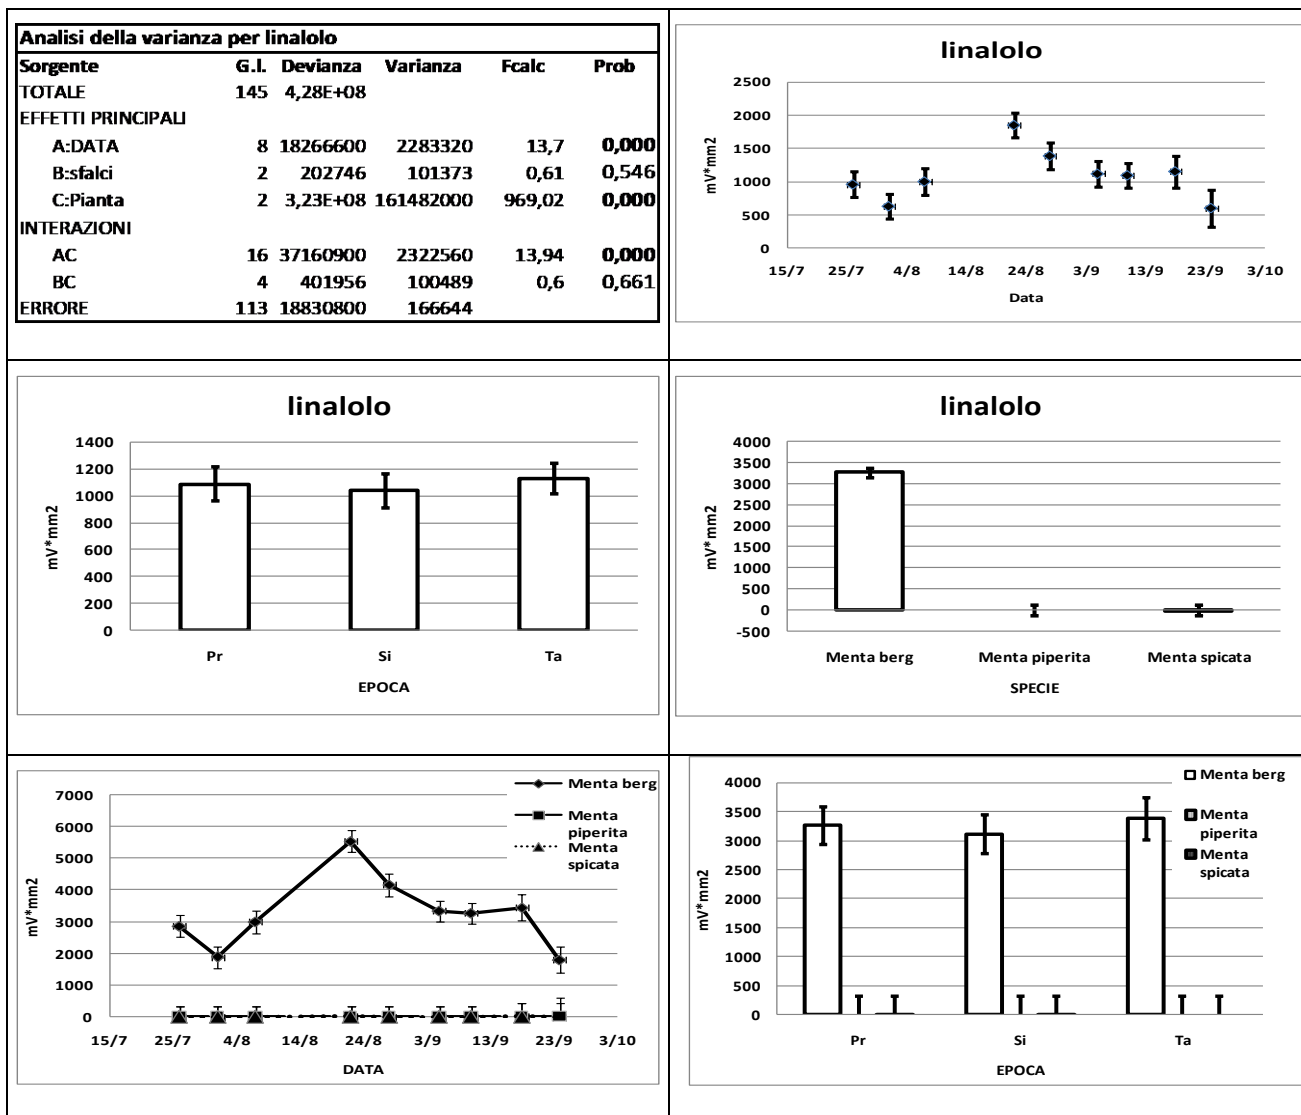 Analisi della varianza per linalolo
Sorgente G.l. Devianza Varianza Fcalc Prob
TOTALE 145 4,28E+08
EFFETTI PRINCIPALI
A:DATA 8 18266600 2283320 13,7 0,000
B:sfalci 2 202746 101373 0,61 0,546
C:Pianta 2 3,23E+08 161482000 969,02 0,000
INTERAZIONI
AC 16 37160900 2322560 13,94 0,000
BC 4 401956 100489 0,6 0,661
ERRORE 113 18830800 166644
linalolo
mV*mm2
2500
2000
1500
1000
500
0
15/7 25/7 4/8 14/8 24/8 3/9 13/9 23/9 3/10
Data
linalolo
mV*mm2
1400
1200
1000
800
600
400
200
0
Pr Si Ta
EPOCA
linalolo
mV*mm2
4000
3500
3000
2500
2000
1500
1000
500
0
-500
Menta berg Menta piperita Menta spicata
SPECIE
mV*mm2
7000
6000
5000
4000
3000
2000
1000
0
15/7 25/7 4/8 14/8 24/8 3/9 13/9 23/9 3/10
DATA
Menta berg
Menta
piperita
Menta
spicata
mV*mm2
4000
3500
3000
2500
2000
1500
1000
500
0
Pr Si Ta
EPOCA
Menta berg
Menta
piperita
Menta
spicata